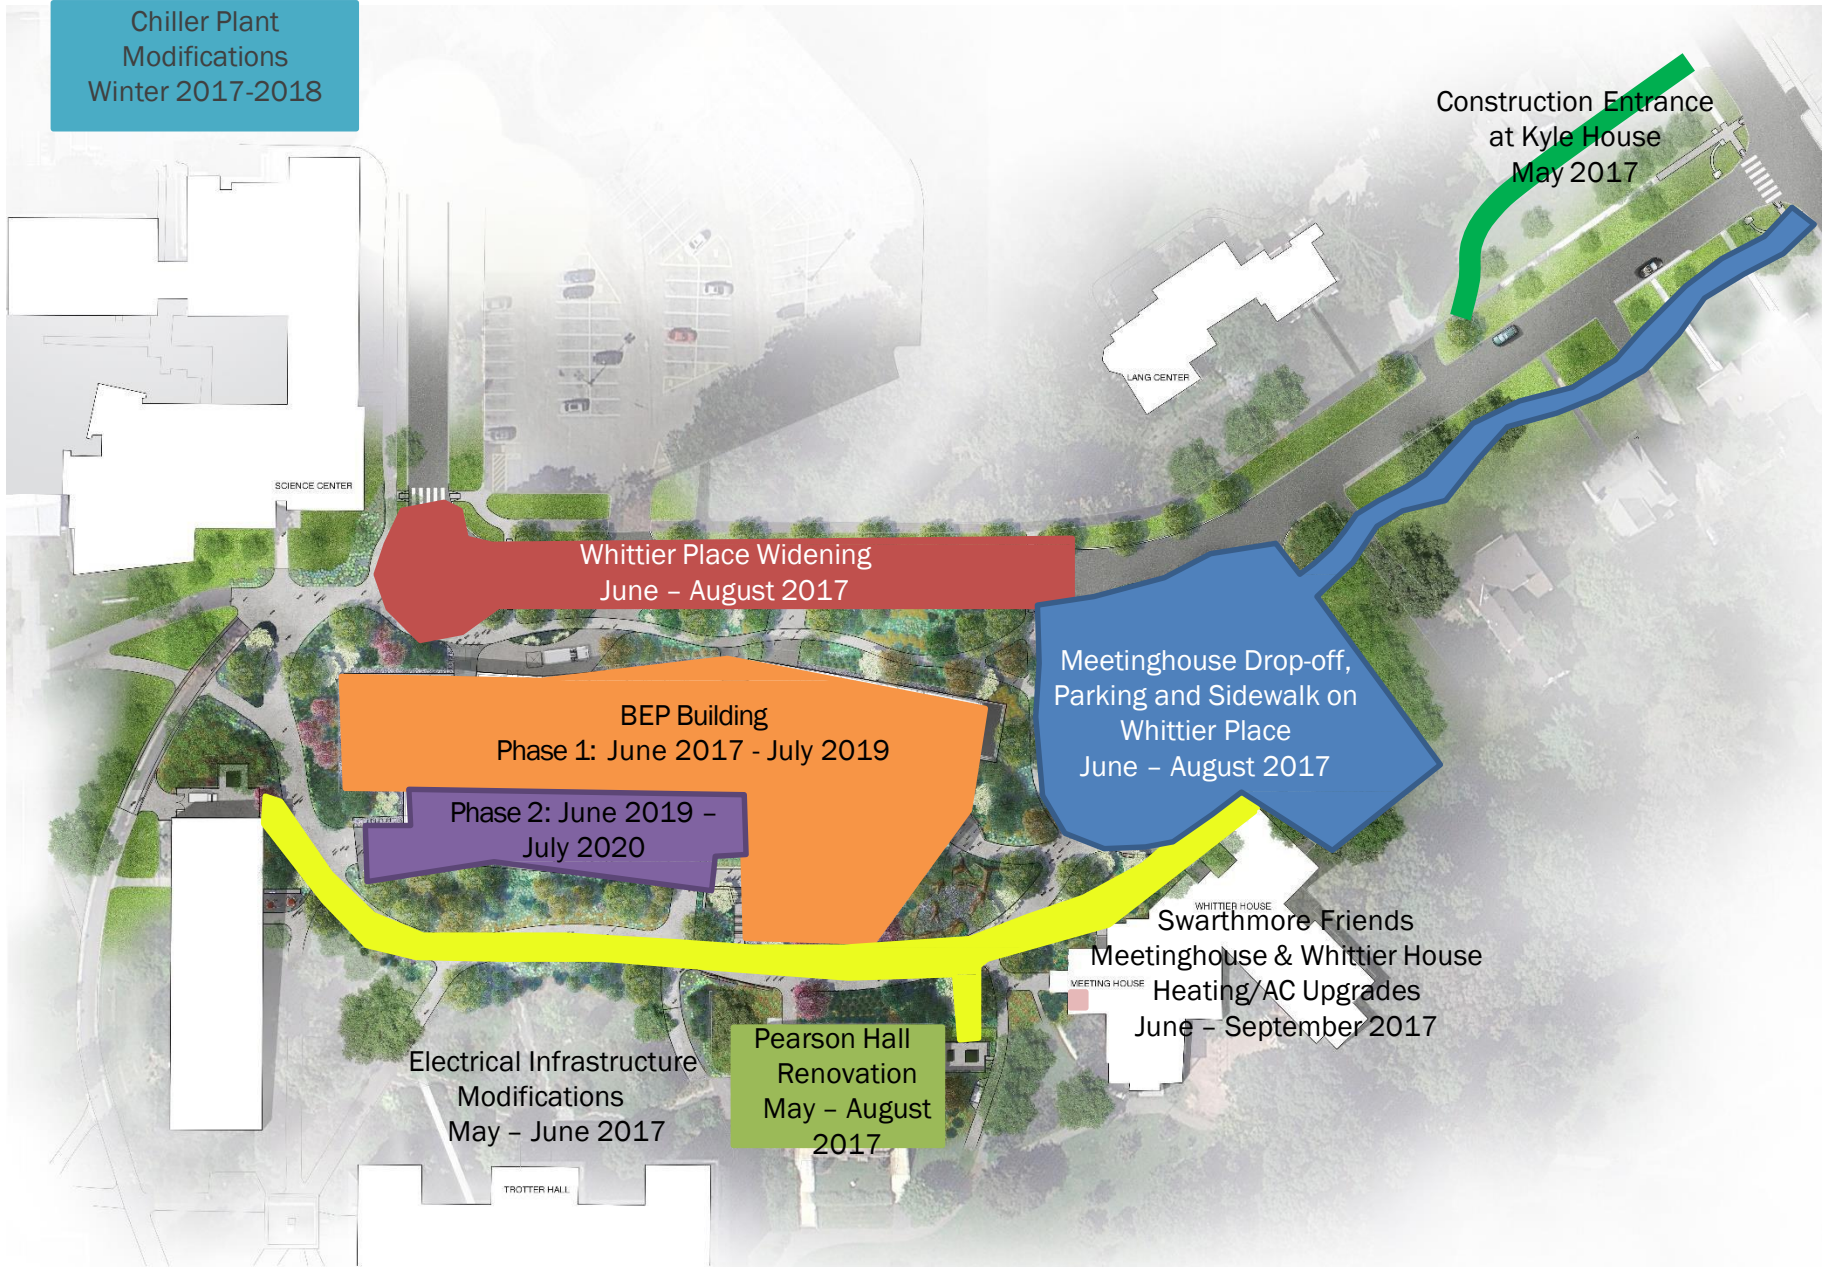 Chiller Plant
Modifications
Winter 2017-2018
Construction Entrance
at Kyle House
May 2017
LANG CENTER
SCIENCE CENTER
Whittier Place Widening
June – August 2017
Meetinghouse Drop-off,
Parking and Sidewalk on
Whittier Place
June – August 2017
BEP Building
Phase 1: June 2017 - July 2019
Phase 2: June 2019 –
July 2020
WHITTIER HOUSE
Swarthmore Friends
Meetinghouse & Whittier House
MEETING HOUSE
Heating/AC Upgrades
June – September 2017
Electrical Infrastructure
Modifications
May – June 2017
Pearson Hall
Renovation
May – August
2017
TROTTER HALL